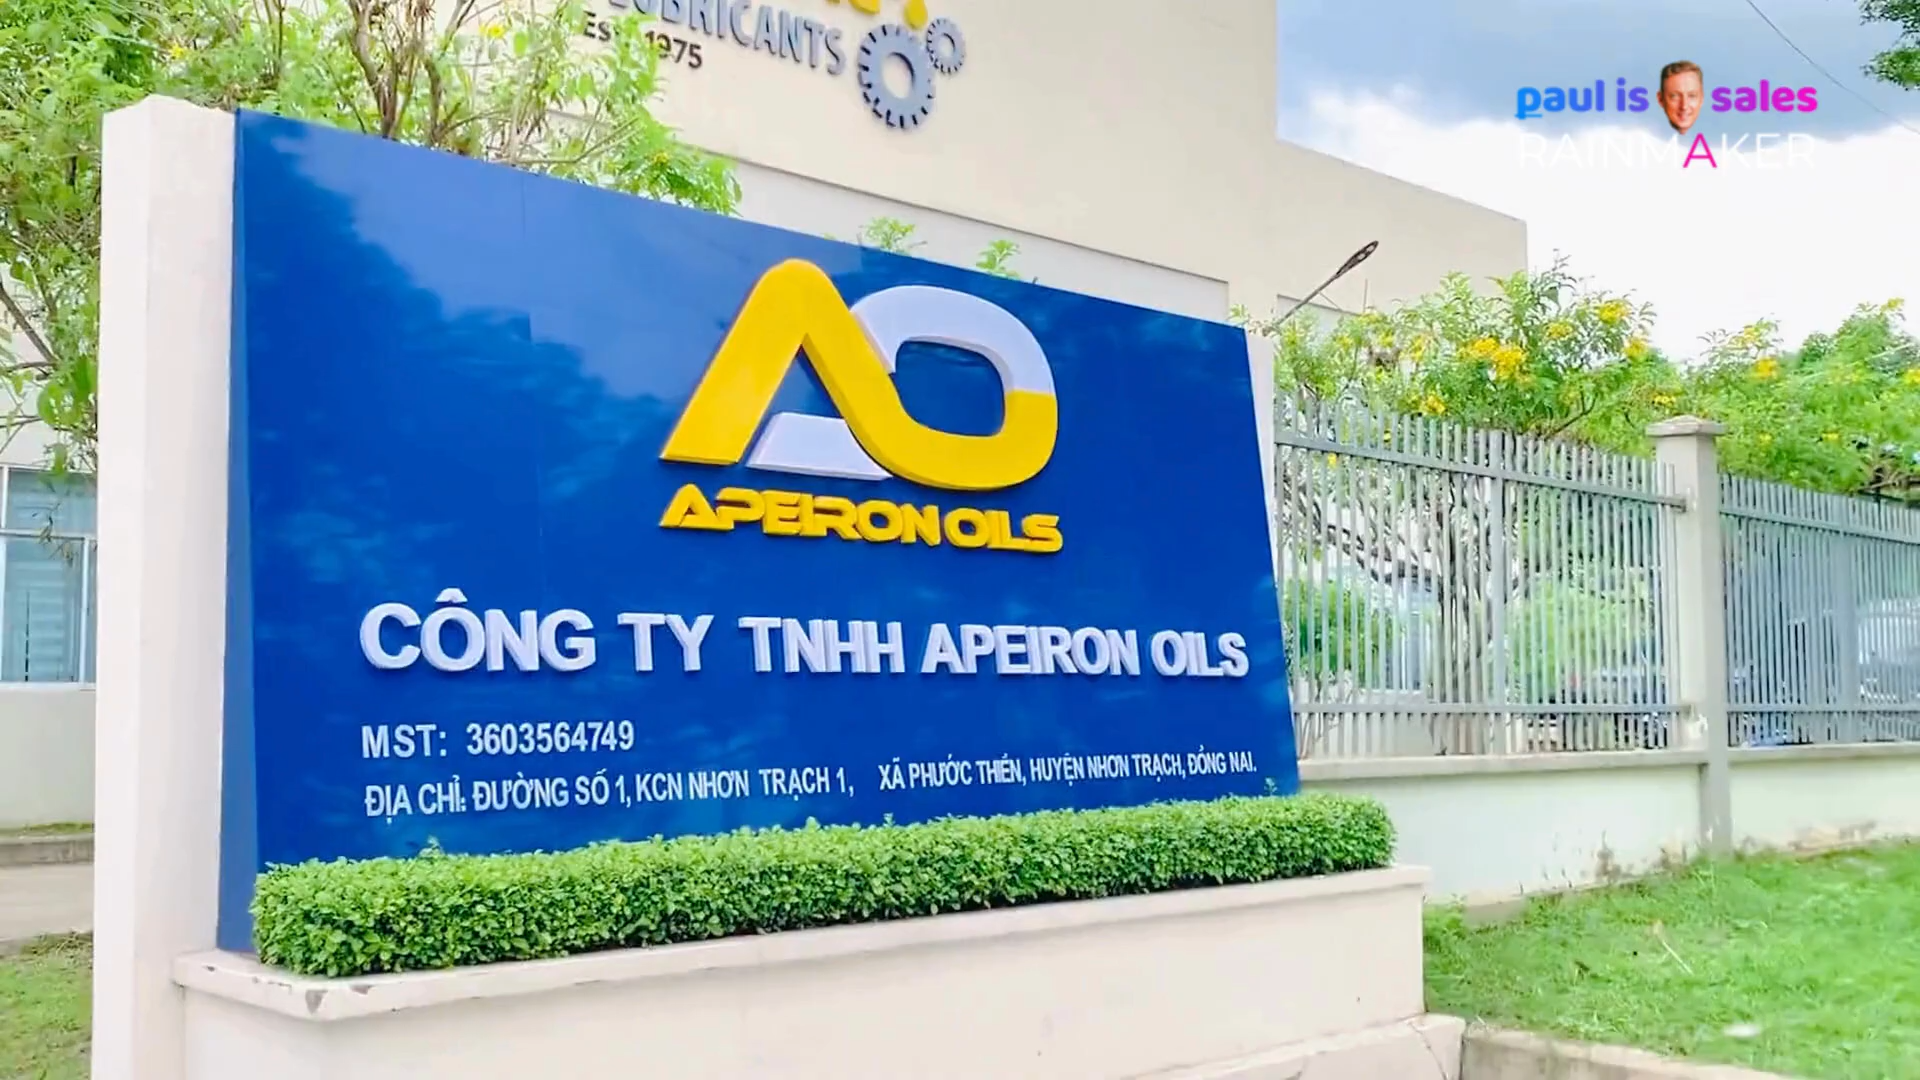 LUBRICANTS
Est. 1975
paul is sales
RAINMAKER
AO
APEIRON OILS
CÔNG TY TNHH APEIRON OILS
MST: 3603564749
ĐỊA CHỈ: ĐƯỜNG SỐ 1, KCN NHƠN TRẠCH 1, XÃ PHƯỚC THIỀN, HUYỆN NHƠN TRẠCH, ĐỒNG NAI.